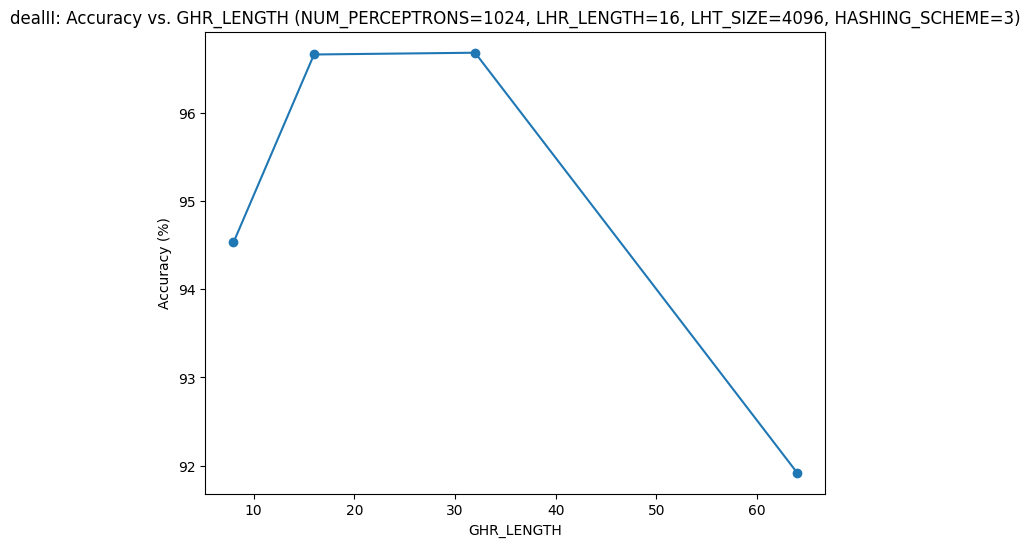 dealII: Accuracy vs. GHR_LENGTH (NUM_PERCEPTRONS=1024, LHR_LENGTH=16, LHT_SIZE=4096, HASHING_SCHEME=3)
96
95
94
93
92
Accuracy (%)
10 20 30 40 50 60
GHR_LENGTH